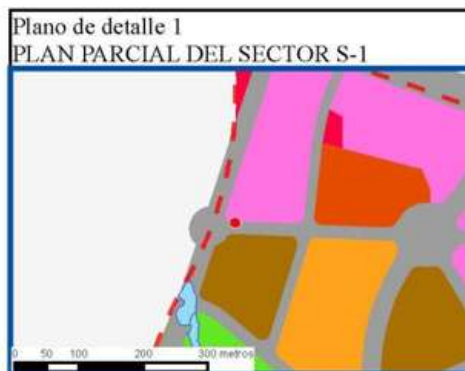 Plano de detalle 1
PLAN PARCIAL DEL SECTOR S-1
0 50 100 200 300 metros